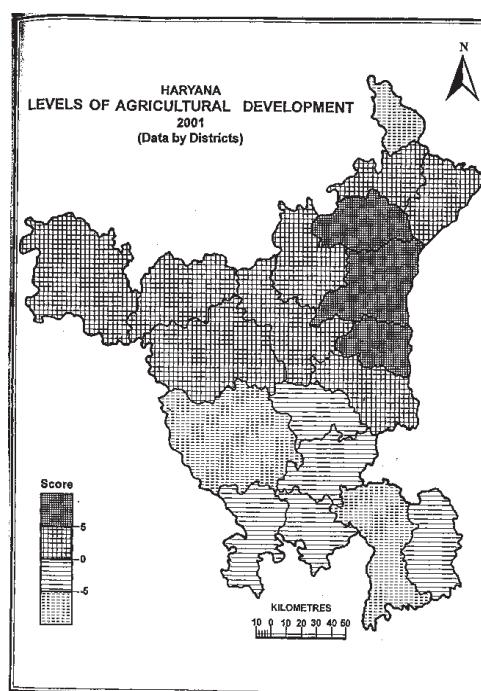 N
HARYANA
LEVELS OF AGRICULTURAL DEVELOPMENT
2001
(Data by Districts)
Score
5
0
-5
KILOMETRES
10 0 10 20 30 40 50